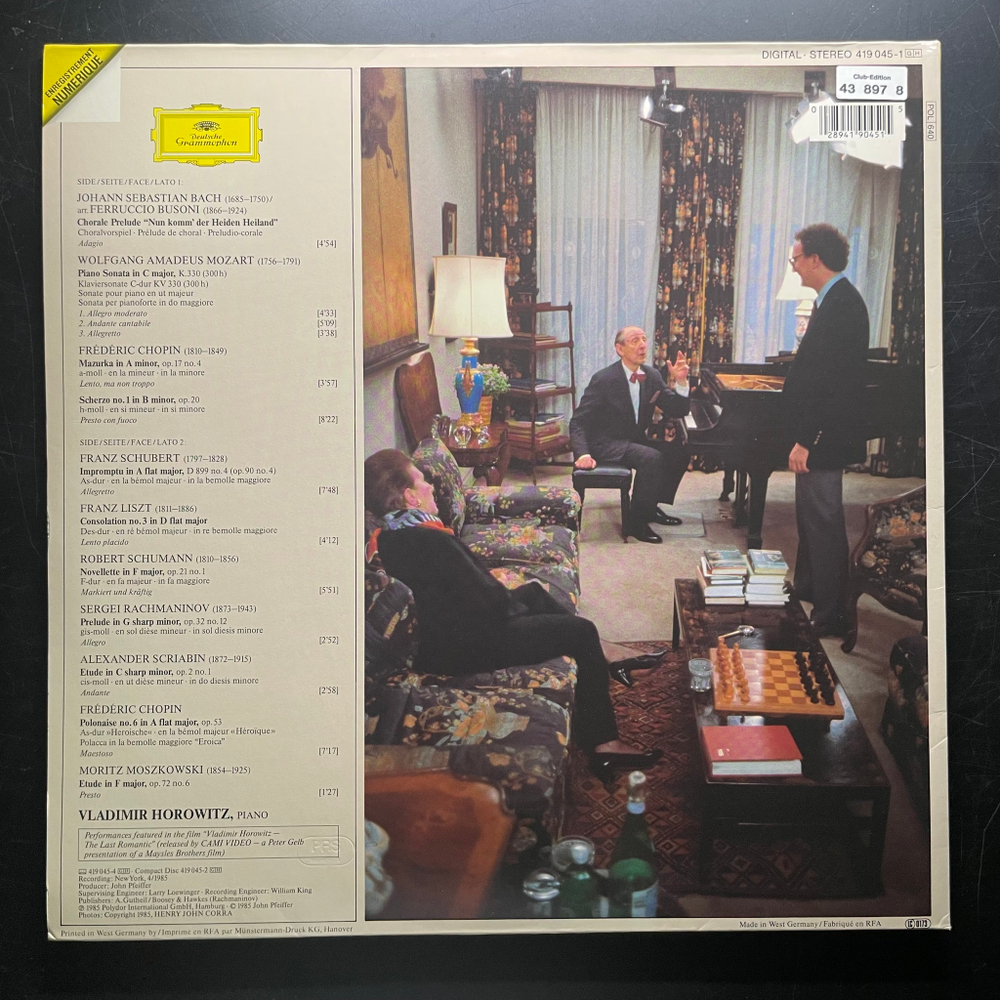 ENREGISTREMENT
NUMERIQUE
DIGITAL · STEREO 419 045-1 GH
Club-Edition
43 897 8
0 28941 90451 5
POL 640
Deutsche
Grammophon
SIDE/SEITE/FACE/LATO 1:
JOHANN SEBASTIAN BACH (1685–1750)/
arr. FERRUCCIO BUSONI (1866–1924)
Chorale Prelude “Nun komm’ der Heiden Heiland”
Choralvorspiel · Prélude de choral · Preludio-corale
Adagio [4'54]
WOLFGANG AMADEUS MOZART (1756–1791)
Piano Sonata in C major, K.330 (300h)
Klaviersonate C-dur KV 330 (300h)
Sonate pour piano en ut majeur
Sonata per pianoforte in do maggiore
1. Allegro moderato [4'33]
2. Andante cantabile [5'09]
3. Allegretto [3'38]
FRÉDÉRIC CHOPIN (1810–1849)
Mazurka in A minor, op. 17 no. 4
a-moll · en la mineur · in la minore
Lento, ma non troppo [3'57]
Scherzo no. 1 in B minor, op. 20
h-moll · en si mineur · in si minore
Presto con fuoco [8'22]
SIDE/SEITE/FACE/LATO 2:
FRANZ SCHUBERT (1797–1828)
Impromptu in A flat major, D 899 no. 4 (op. 90 no. 4)
As-dur · en la bémol majeur · in la bemolle maggiore
Allegretto [7'48]
FRANZ LISZT (1811–1886)
Consolation no. 3 in D flat major
Des-dur · en ré bémol majeur · in re bemolle maggiore
Lento placido [4'12]
ROBERT SCHUMANN (1810–1856)
Novellette in F major, op. 21 no. 1
F-dur · en fa majeur · in fa maggiore
Markiert und kräftig [5'51]
SERGEI RACHMANINOV (1873–1943)
Prelude in G sharp minor, op. 32 no. 12
gis-moll · en sol dièse mineur · in sol diesis minore
Allegro [2'52]
ALEXANDER SCRIABIN (1872–1915)
Etude in C sharp minor, op. 2 no. 1
cis-moll · en ut dièse mineur · in do diesis minore
Andante [2'58]
FRÉDÉRIC CHOPIN
Polonaise no. 6 in A flat major, op. 53
As-dur »Heroische« · en la bémol majeur «Héroïque»
Polacca in la bemolle maggiore “Eroica”
Maestoso [7'17]
MORITZ MOSZKOWSKI (1854–1925)
Etude in F major, op. 72 no. 6
Presto [1'27]
VLADIMIR HOROWITZ, PIANO
Performances featured in the film “Vladimir Horowitz –
The Last Romantic” (released by CAMI VIDEO – a Peter Gelb
presentation of a Maysles Brothers film)
419 045-4 GH · Compact Disc 419 045-2 GH
Recording: New York, 4/1985
Producer: John Pfeiffer
Supervising Engineer: Larry Loewinger · Recording Engineer: William King
Publishers: A. Gutheil/Boosey & Hawkes (Rachmaninov)
℗ 1985 Polydor International GmbH, Hamburg · © 1985 John Pfeiffer
Photos: Copyright 1985, HENRY JOHN CORRA
Printed in West Germany by/Imprimé en RFA par Münstermann-Druck KG, Hanover
Made in West Germany/Fabriqué en RFA
0173